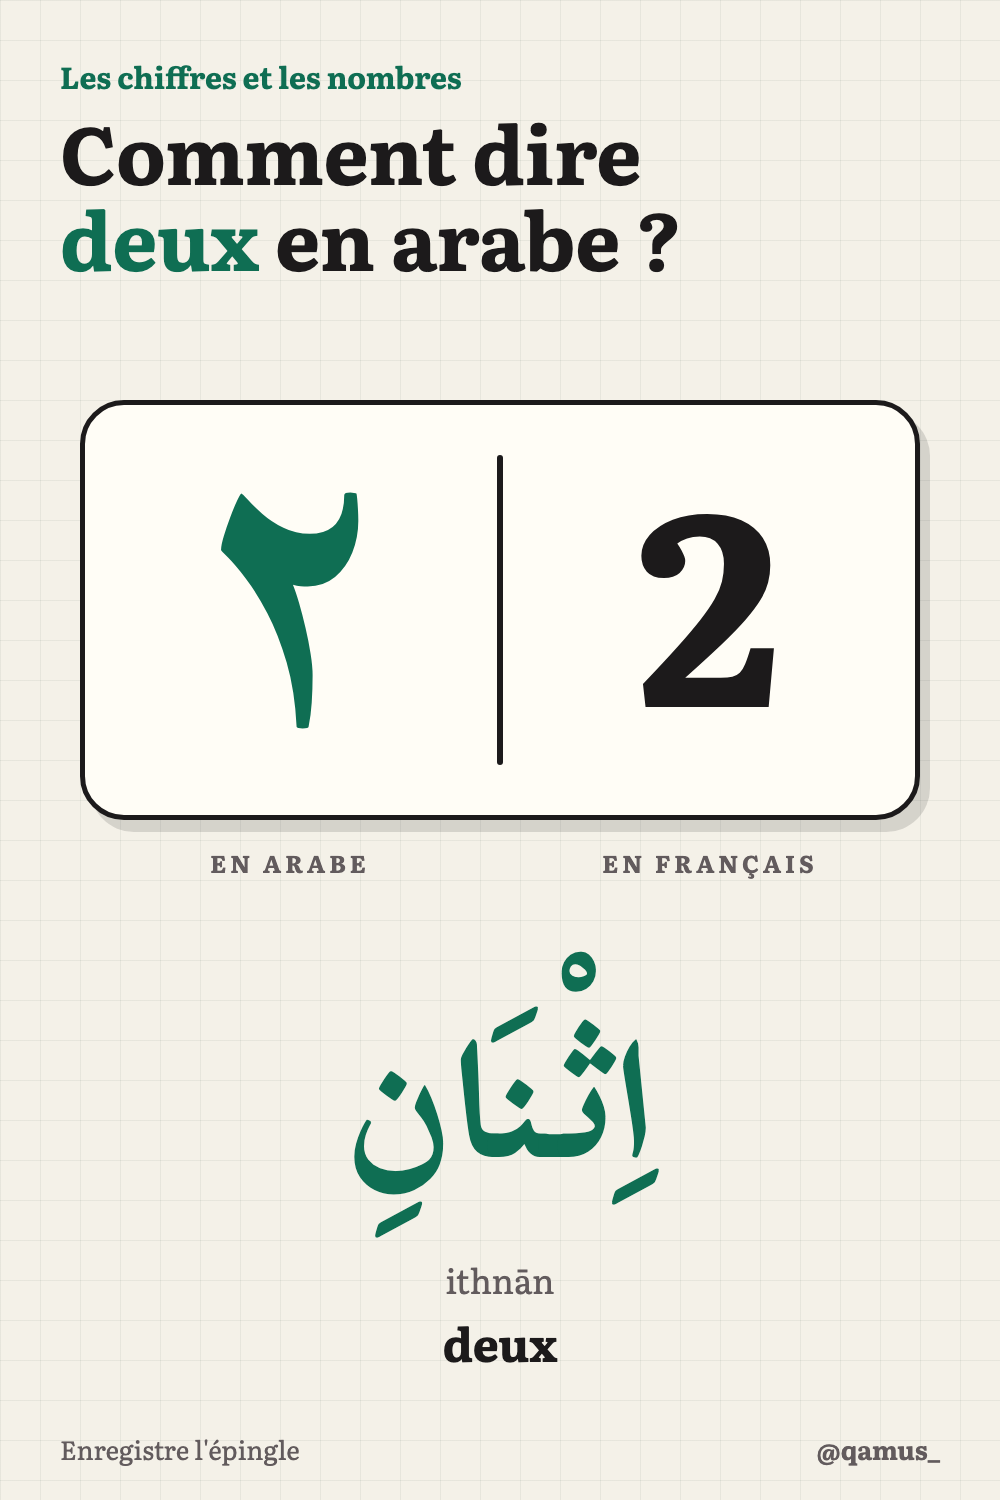 Les chiffres et les nombres
Comment dire
deux en arabe ?
٢ 2
EN ARABE EN FRANÇAIS
اِثْنَانِ
ithnān
deux
Enregistre l'épingle @qamus_